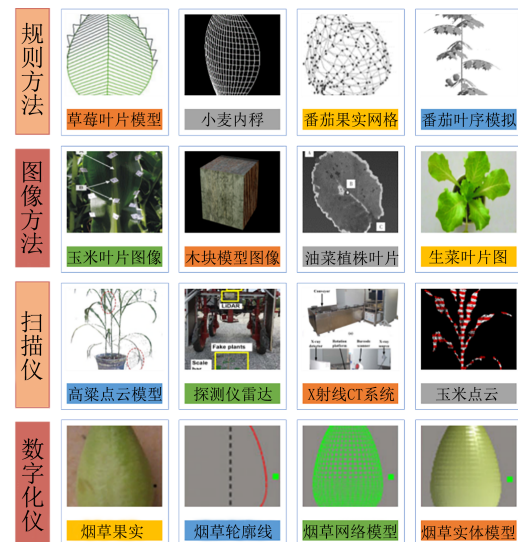 规则方法
草莓叶片模型
小麦内稃
番茄果实网格
番茄叶序模拟
图像方法
玉米叶片图像
木块模型图像
油菜植株叶片
生菜叶片图
扫描仪
LiDAR
Fake plants
Scale
高粱点云模型
探测仪雷达
Conveyor
X射线CT系统
玉米点云
数字化仪
烟草果实
烟草轮廓线
烟草网络模型
烟草实体模型